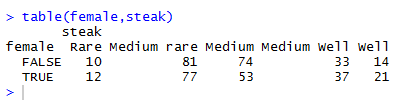 > table(female,steak)
steak
female Rare Medium rare Medium Medium Well Well
FALSE 10 81 74 33 14
TRUE 12 77 53 37 21
>